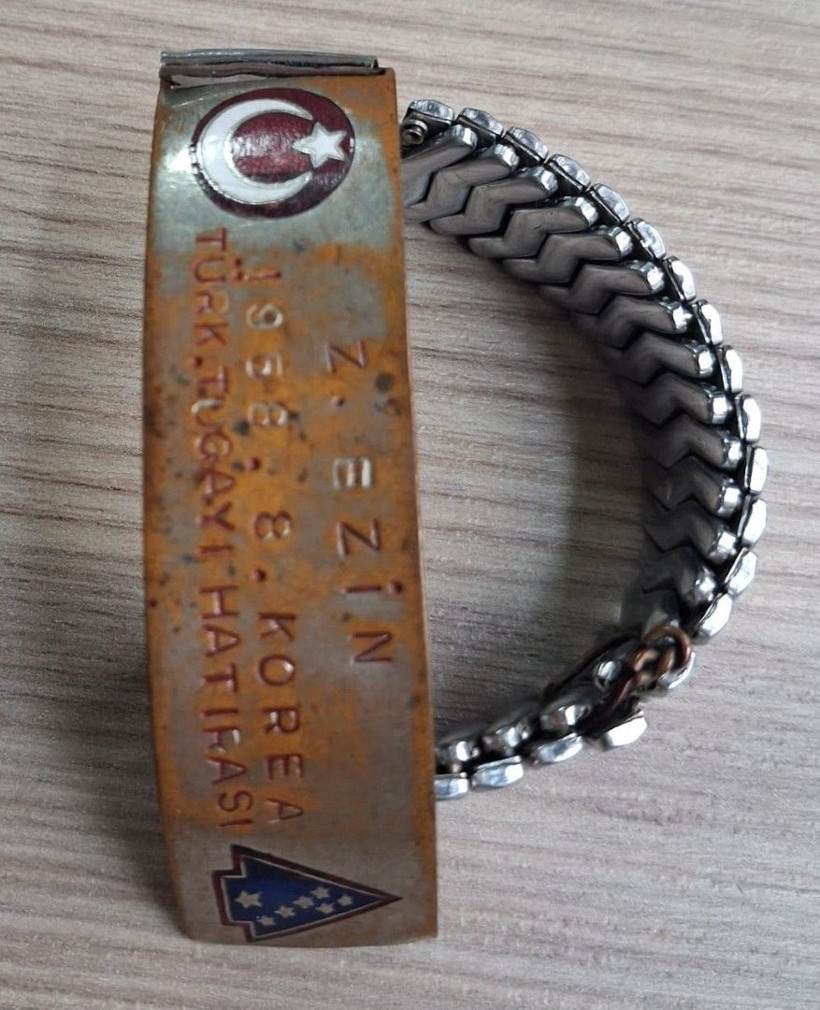 Z. EZİN
1958. 8. KOREA
TÜRK.TUGAYI HATIRASI